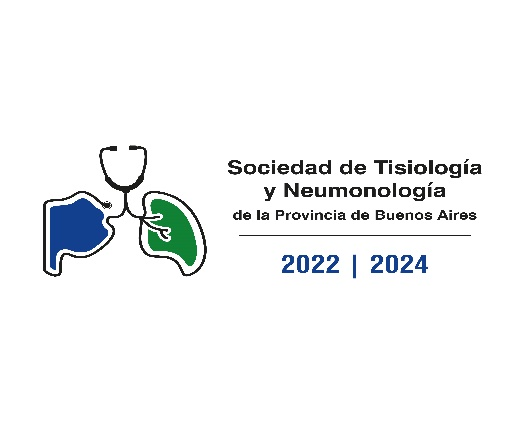 Sociedad de Tisiología
y Neumonología
de la Provincia de Buenos Aires
2022 | 2024